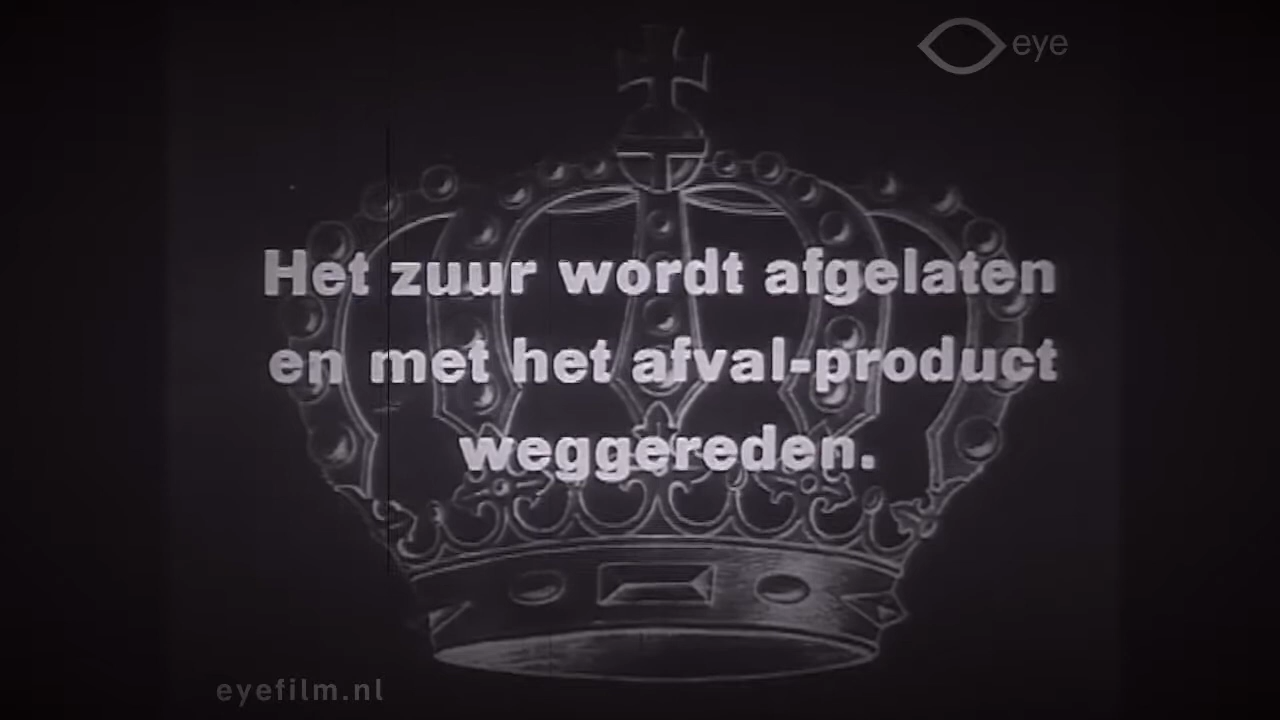 eye
Het zuur wordt afgelaten
en met het afval-product
weggereden.
eyefilm.nl